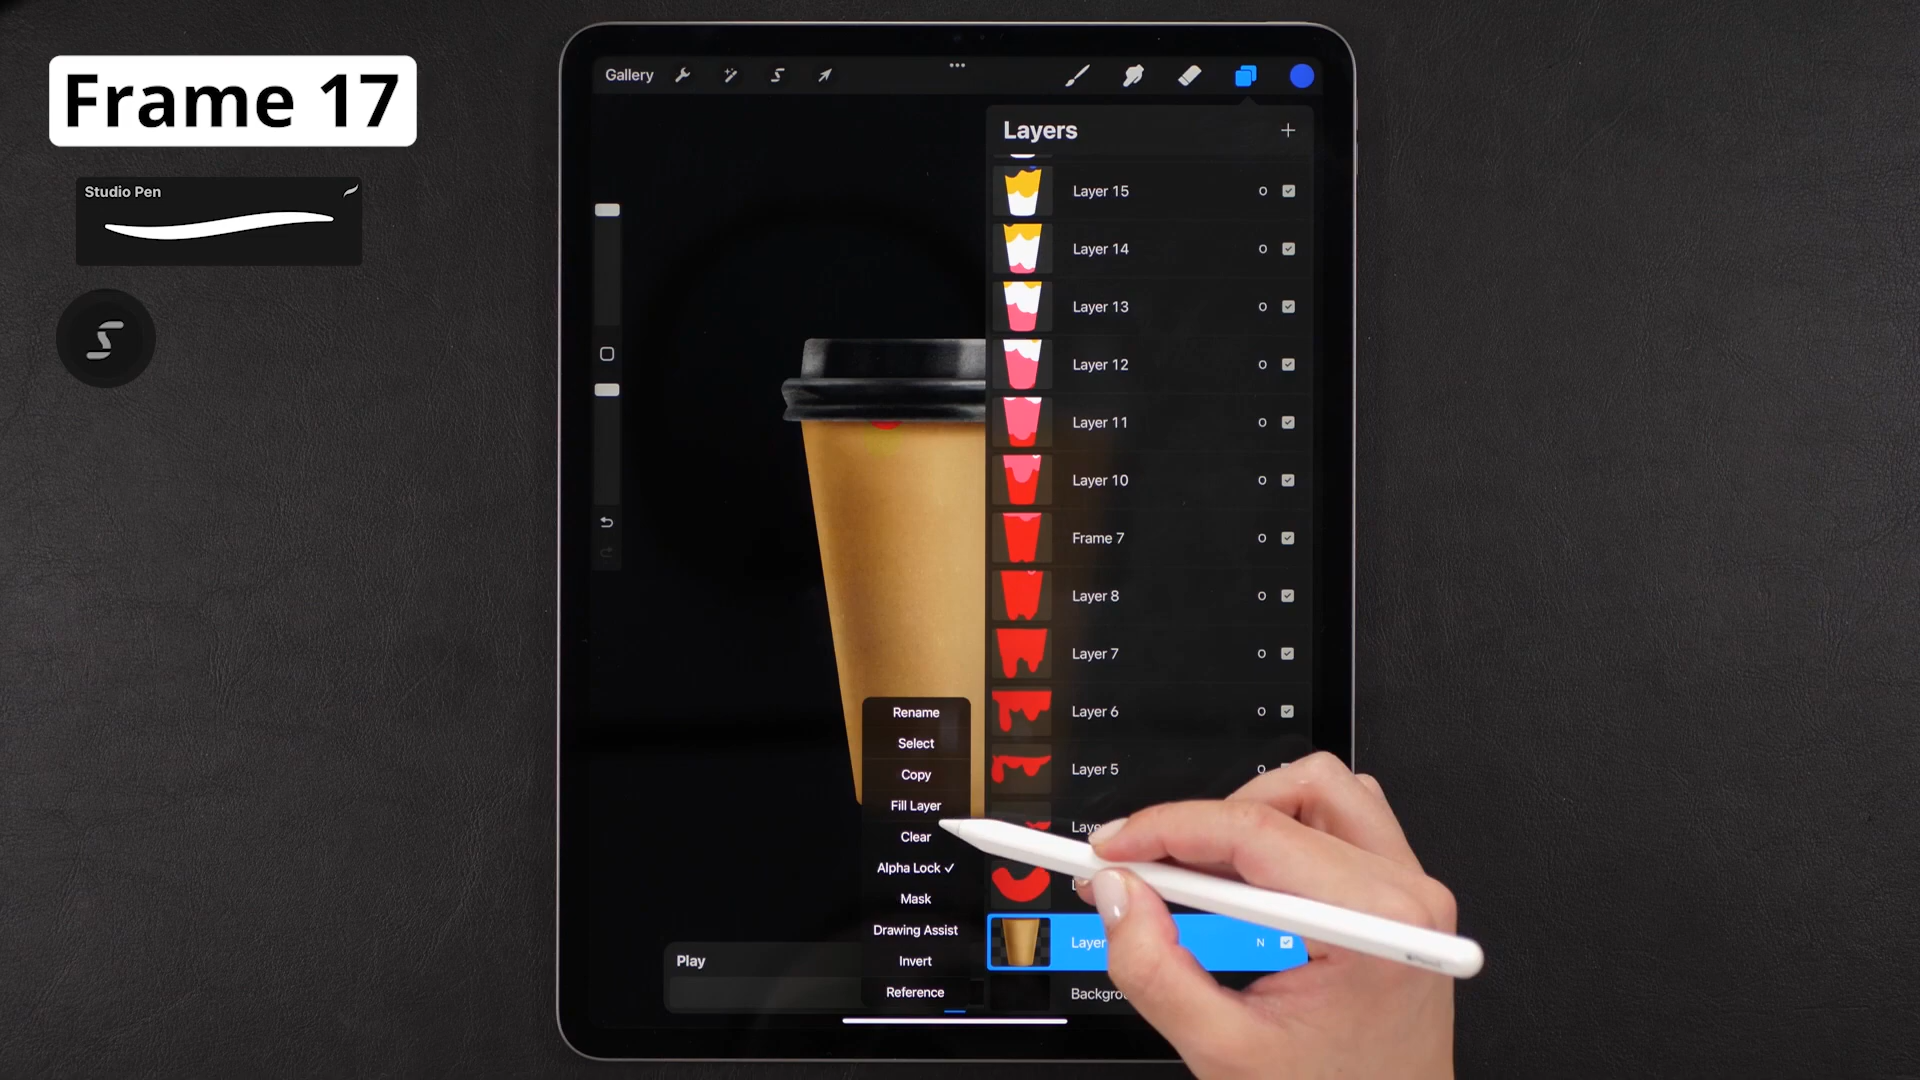 Frame 17
Studio Pen
Gallery
Layers
Layer 15
O
Layer 14
O
Layer 13
O
Layer 12
O
Layer 11
O
Layer 10
O
Frame 7
O
Layer 8
O
Layer 7
O
Layer 6
O
Layer 5
O
Rename
Select
Copy
Fill Layer
Clear
Alpha Lock
Mask
Drawing Assist
Invert
Reference
Layer
N
Play